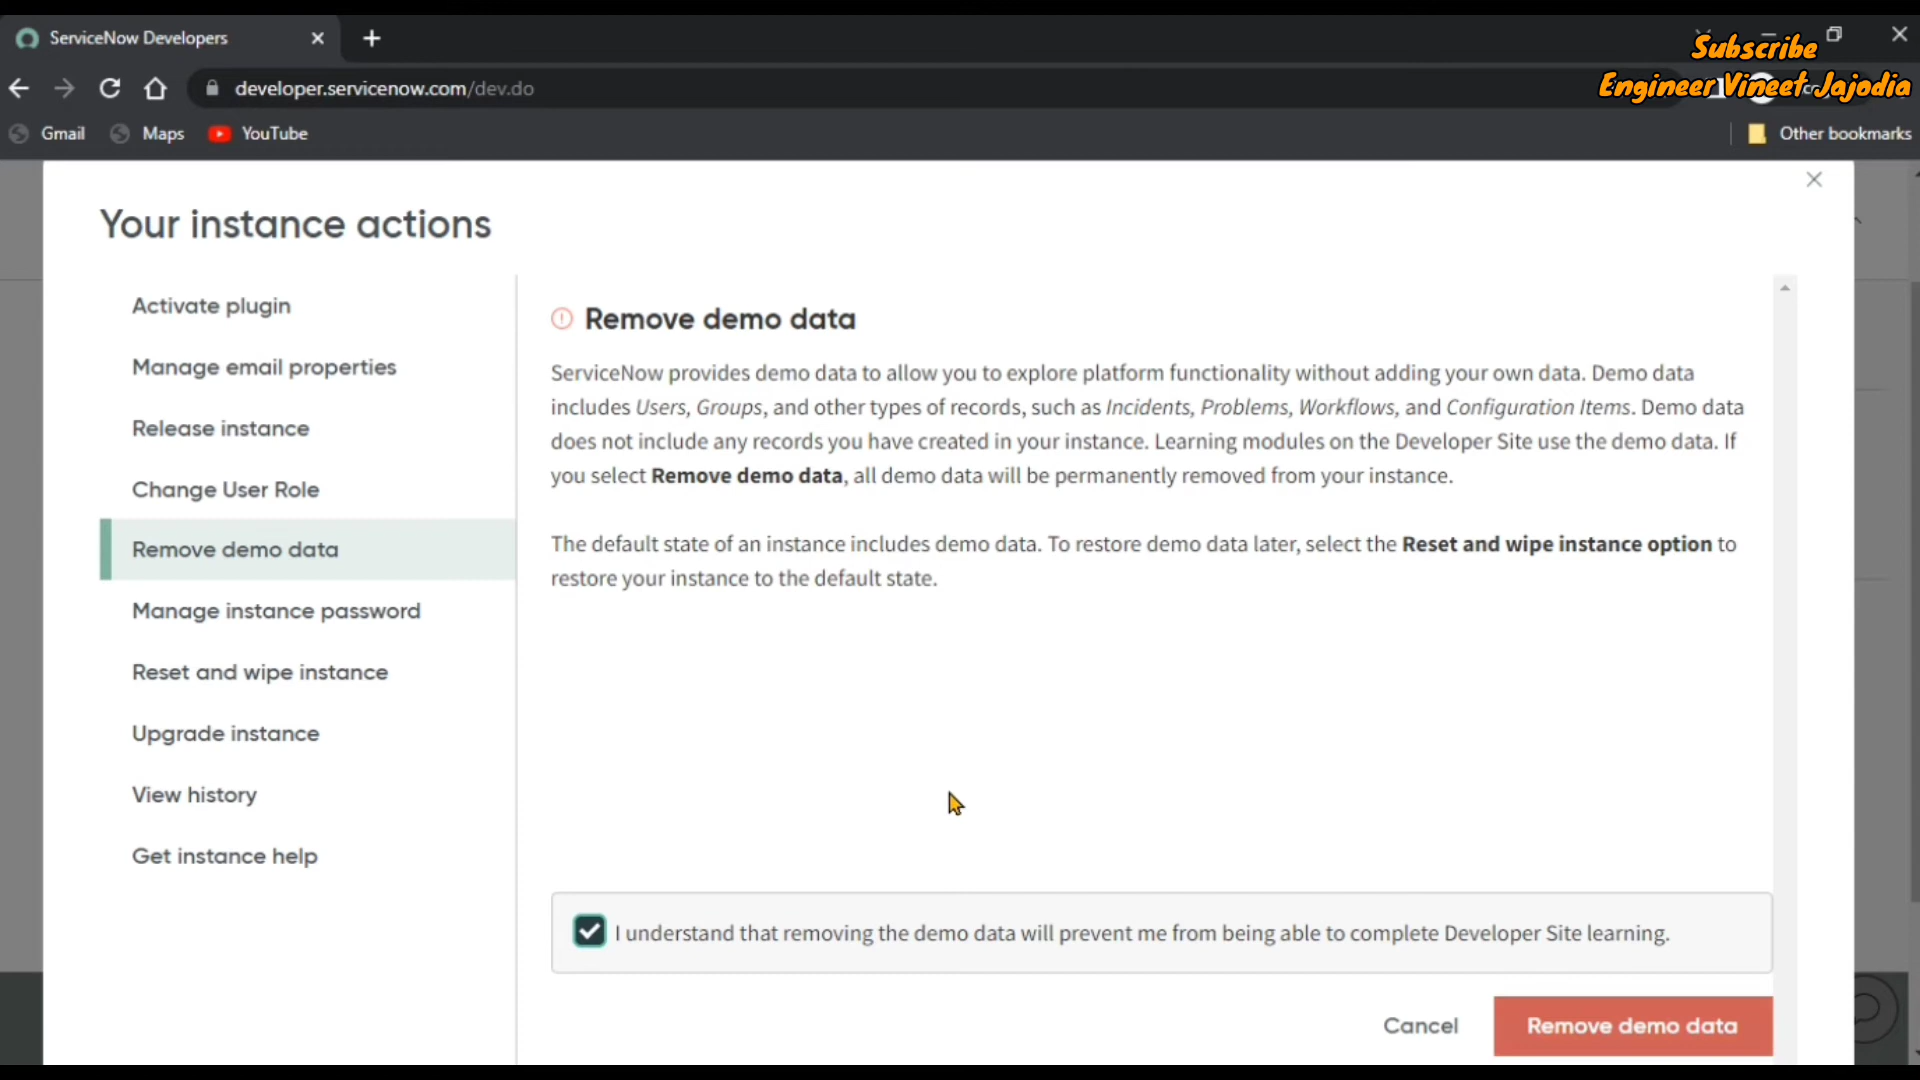 ServiceNow Developers
Subscribe
developer.servicenow.com/dev.do
Engineer Vineet Jajodia
Gmail
Maps
YouTube
Other bookmarks
Your instance actions
Activate plugin
Manage email properties
Release instance
Change User Role
Remove demo data
Manage instance password
Reset and wipe instance
Upgrade instance
View history
Get instance help
Remove demo data
ServiceNow provides demo data to allow you to explore platform functionality without adding your own data. Demo data
includes Users, Groups, and other types of records, such as Incidents, Problems, Workflows, and Configuration Items. Demo data
does not include any records you have created in your instance. Learning modules on the Developer Site use the demo data. If
you select Remove demo data, all demo data will be permanently removed from your instance.
The default state of an instance includes demo data. To restore demo data later, select the Reset and wipe instance option to
restore your instance to the default state.
I understand that removing the demo data will prevent me from being able to complete Developer Site learning.
Cancel
Remove demo data